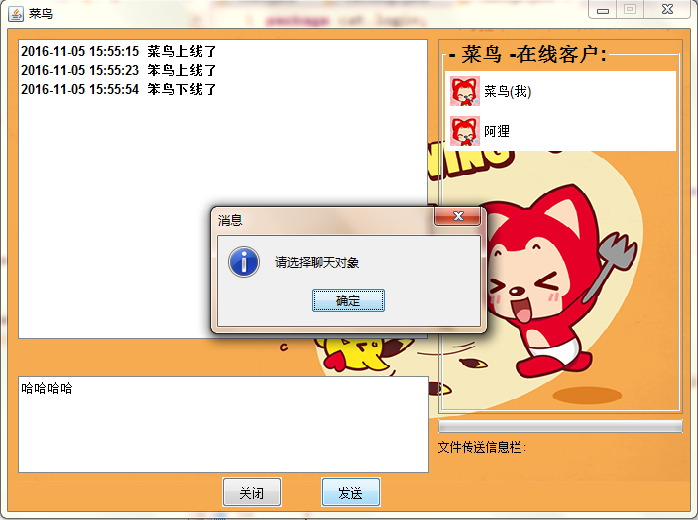 菜鸟
2016-11-05 15:55:15 菜鸟上线了
2016-11-05 15:55:23 笨鸟上线了
2016-11-05 15:55:54 笨鸟下线了
- 菜鸟 -在线客户:
菜鸟(我)
阿狸
NING
消息
请选择聊天对象
确定
哈哈哈哈
文件传送信息栏:
关闭
发送